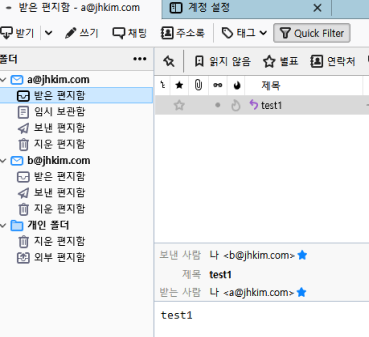 받은 편지함 - a@jhkim.com
계정 설정
받기
쓰기
채팅
주소록
태그
Quick Filter
폴더
읽지 않음
별표
연락처
제목
test1
a@jhkim.com
받은 편지함
임시 보관함
보낸 편지함
지운 편지함
b@jhkim.com
받은 편지함
보낸 편지함
지운 편지함
개인 폴더
지운 편지함
외부 편지함
보낸 사람 나 <b@jhkim.com>
제목 test1
받는 사람 나 <a@jhkim.com>
test1